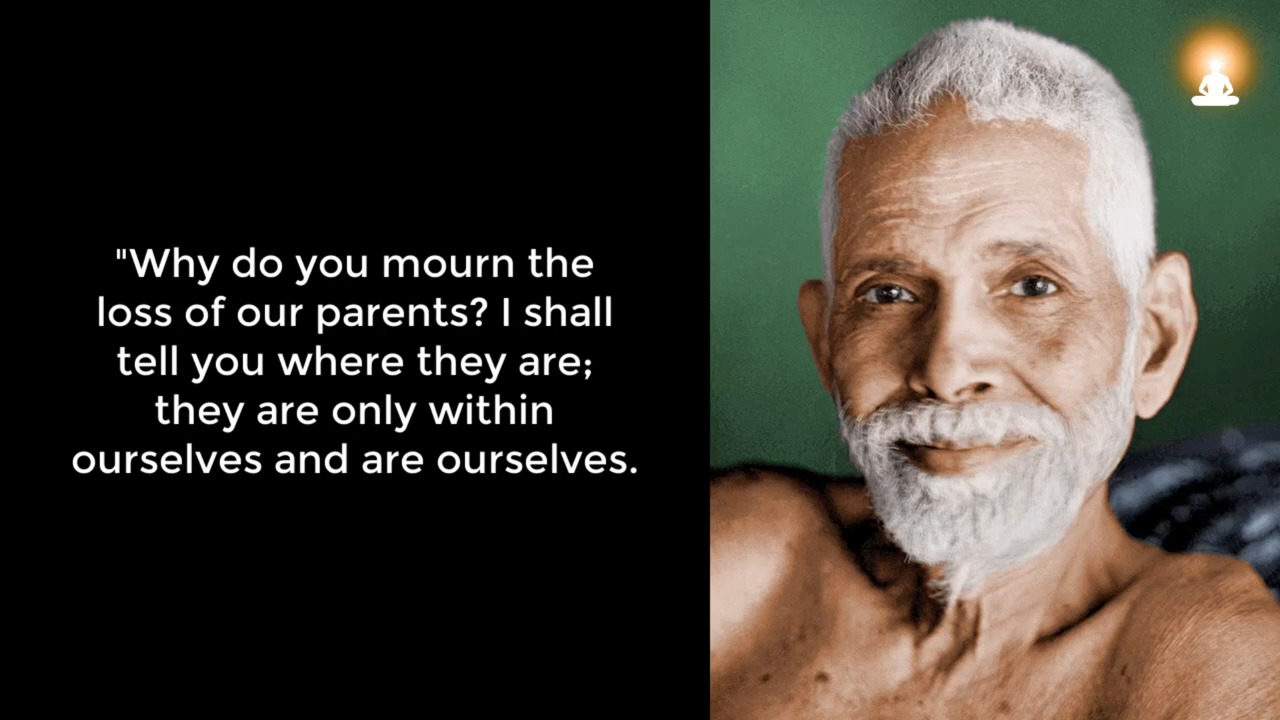 "Why do you mourn the
loss of our parents? I shall
tell you where they are;
they are only within
ourselves and are ourselves.